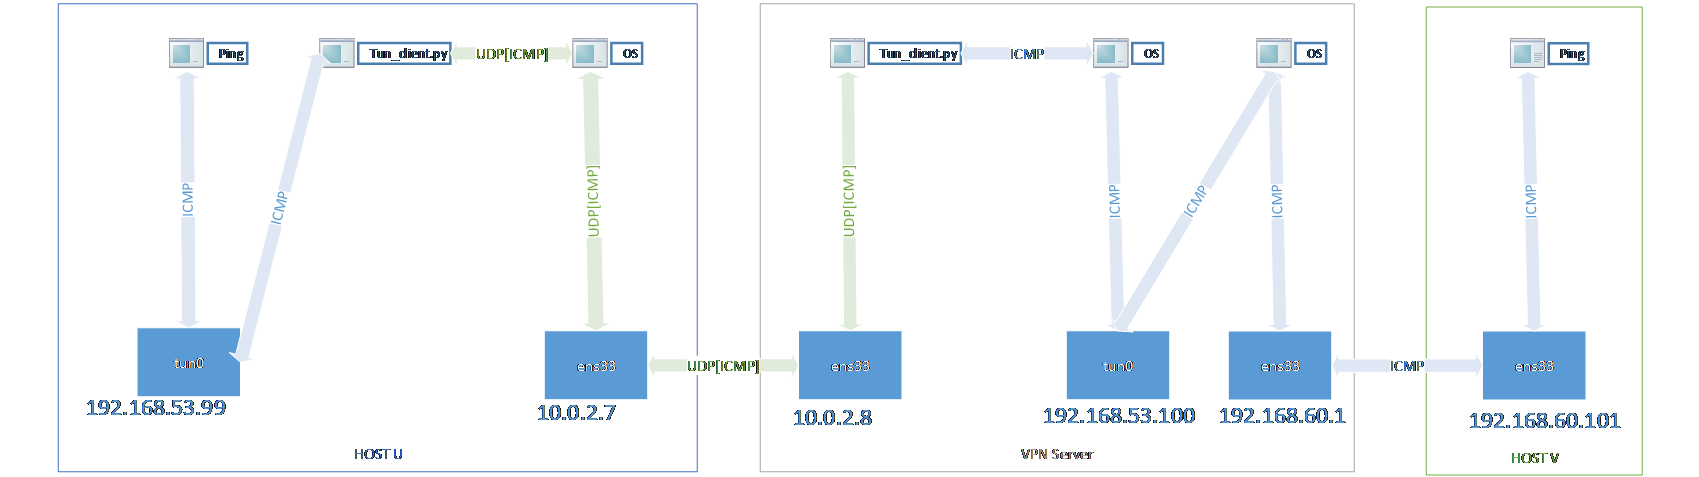 Ping
Tun_client.py
UDP[ICMP]
OS
Tun_client.py
ICMP
OS
OS
Ping
ICMP
ICMP
UDP[ICMP]
UDP[ICMP]
ICMP
ICMP
ICMP
ICMP
tun0
ens33
UDP[ICMP]
ens33
tun0
ens33
ICMP
ens33
192.168.53.99
10.0.2.7
10.0.2.8
192.168.53.100
192.168.60.1
192.168.60.101
HOST U
VPN Server
HOST V